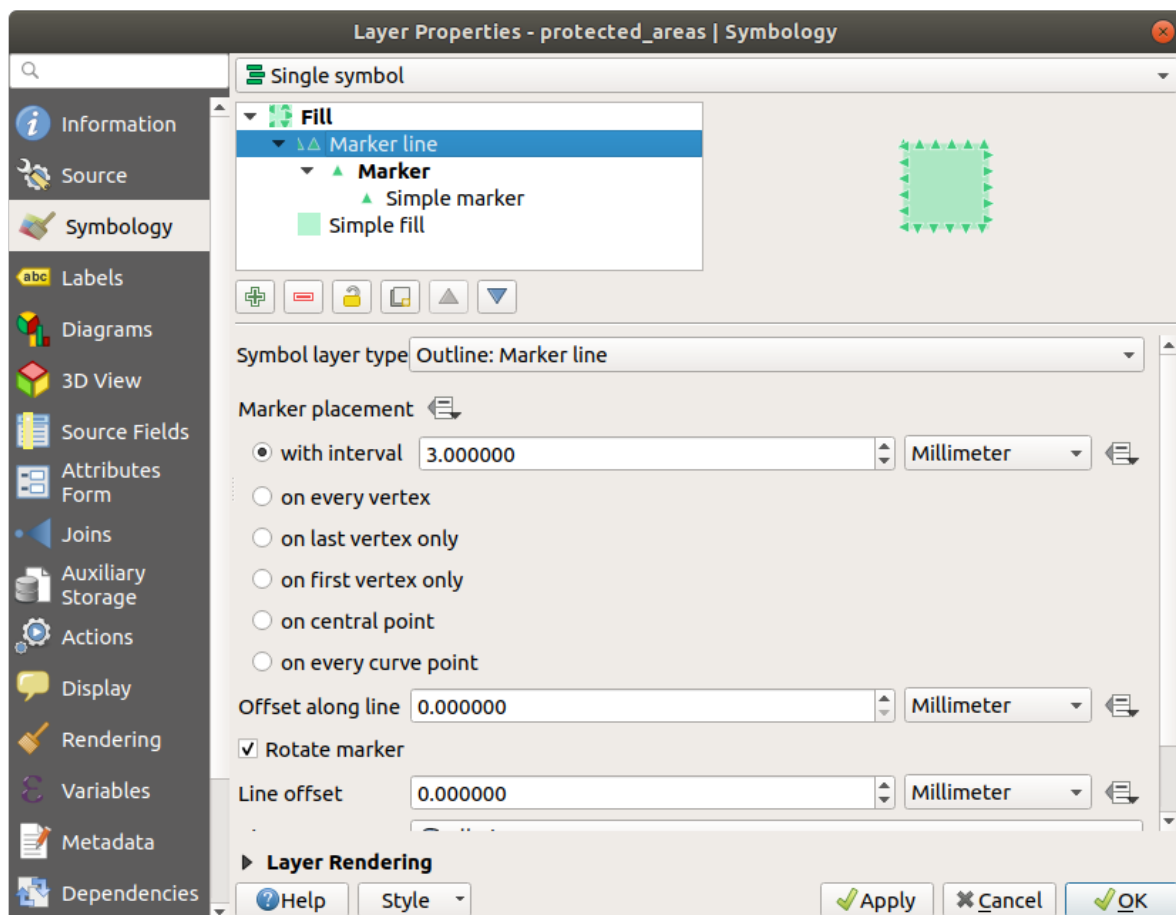 Layer Properties - protected_areas | Symbology
Single symbol
Information
Source
Symbology
abc Labels
Diagrams
3D View
Source Fields
Attributes
Form
Joins
Auxiliary
Storage
Actions
Display
Rendering
Variables
Metadata
Dependencies
Fill
Marker line
Marker
Simple marker
Simple fill
Symbol layer type Outline: Marker line
Marker placement
with interval 3.000000 Millimeter
on every vertex
on last vertex only
on first vertex only
on central point
on every curve point
Offset along line 0.000000 Millimeter
Rotate marker
Line offset 0.000000 Millimeter
Layer Rendering
Help Style Apply Cancel OK